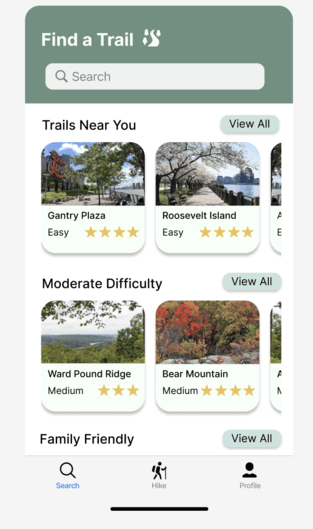 Find a Trail
Search
Trails Near You
View All
Gantry Plaza
Easy
Roosevelt Island
Easy
A
E
Moderate Difficulty
View All
Ward Pound Ridge
Medium
Bear Mountain
Medium
A
M
Family Friendly
View All
Search
Hike
Profile